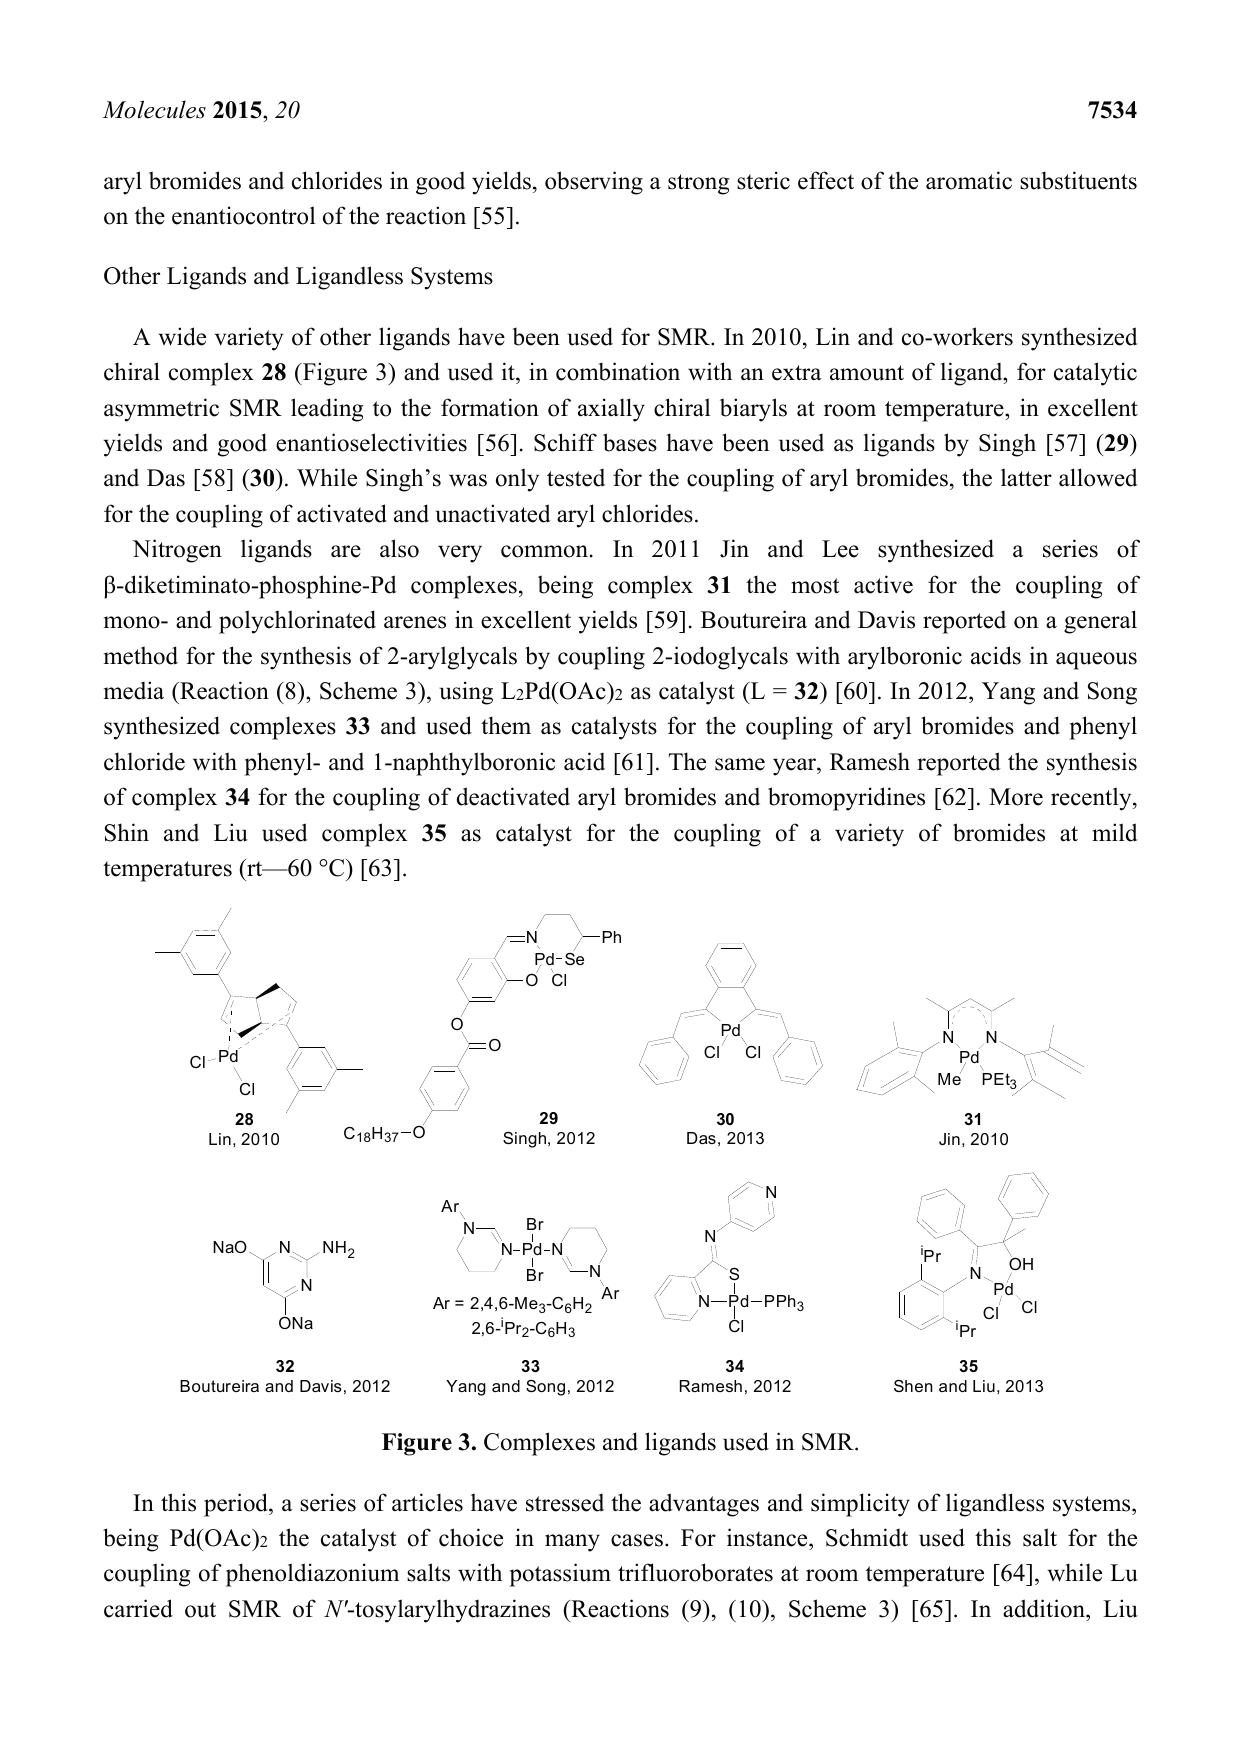 Molecules 2015, 20 7534
aryl bromides and chlorides in good yields, observing a strong steric effect of the aromatic substituents
on the enantiocontrol of the reaction [55].
Other Ligands and Ligandless Systems
A wide variety of other ligands have been used for SMR. In 2010, Lin and co-workers synthesized
chiral complex 28 (Figure 3) and used it, in combination with an extra amount of ligand, for catalytic
asymmetric SMR leading to the formation of axially chiral biaryls at room temperature, in excellent
yields and good enantioselectivities [56]. Schiff bases have been used as ligands by Singh [57] (29)
and Das [58] (30). While Singh’s was only tested for the coupling of aryl bromides, the latter allowed
for the coupling of activated and unactivated aryl chlorides.
Nitrogen ligands are also very common. In 2011 Jin and Lee synthesized a series of
β-diketiminato-phosphine-Pd complexes, being complex 31 the most active for the coupling of
mono- and polychlorinated arenes in excellent yields [59]. Boutureira and Davis reported on a general
method for the synthesis of 2-arylglycals by coupling 2-iodoglycals with arylboronic acids in aqueous
media (Reaction (8), Scheme 3), using L2Pd(OAc)2 as catalyst (L = 32) [60]. In 2012, Yang and Song
synthesized complexes 33 and used them as catalysts for the coupling of aryl bromides and phenyl
chloride with phenyl- and 1-naphthylboronic acid [61]. The same year, Ramesh reported the synthesis
of complex 34 for the coupling of deactivated aryl bromides and bromopyridines [62]. More recently,
Shin and Liu used complex 35 as catalyst for the coupling of a variety of bromides at mild
temperatures (rt—60 °C) [63].
Cl Pd
Cl
28
Lin, 2010
N Ph
Pd Se
O Cl
O
O
C18H37 O
29
Singh, 2012
Pd
Cl Cl
30
Das, 2013
N N
Pd
Me PEt3
31
Jin, 2010
NaO N NH2
N
ONa
32
Boutureira and Davis, 2012
Ar
N Br
N Pd N
Br N
Ar
Ar = 2,4,6-Me3-C6H2
2,6-iPr2-C6H3
33
Yang and Song, 2012
N
N
S
N Pd PPh3
Cl
34
Ramesh, 2012
iPr
N OH
Pd
Cl Cl
iPr
35
Shen and Liu, 2013
Figure 3. Complexes and ligands used in SMR.
In this period, a series of articles have stressed the advantages and simplicity of ligandless systems,
being Pd(OAc)2 the catalyst of choice in many cases. For instance, Schmidt used this salt for the
coupling of phenoldiazonium salts with potassium trifluoroborates at room temperature [64], while Lu
carried out SMR of N′-tosylarylhydrazines (Reactions (9), (10), Scheme 3) [65]. In addition, Liu